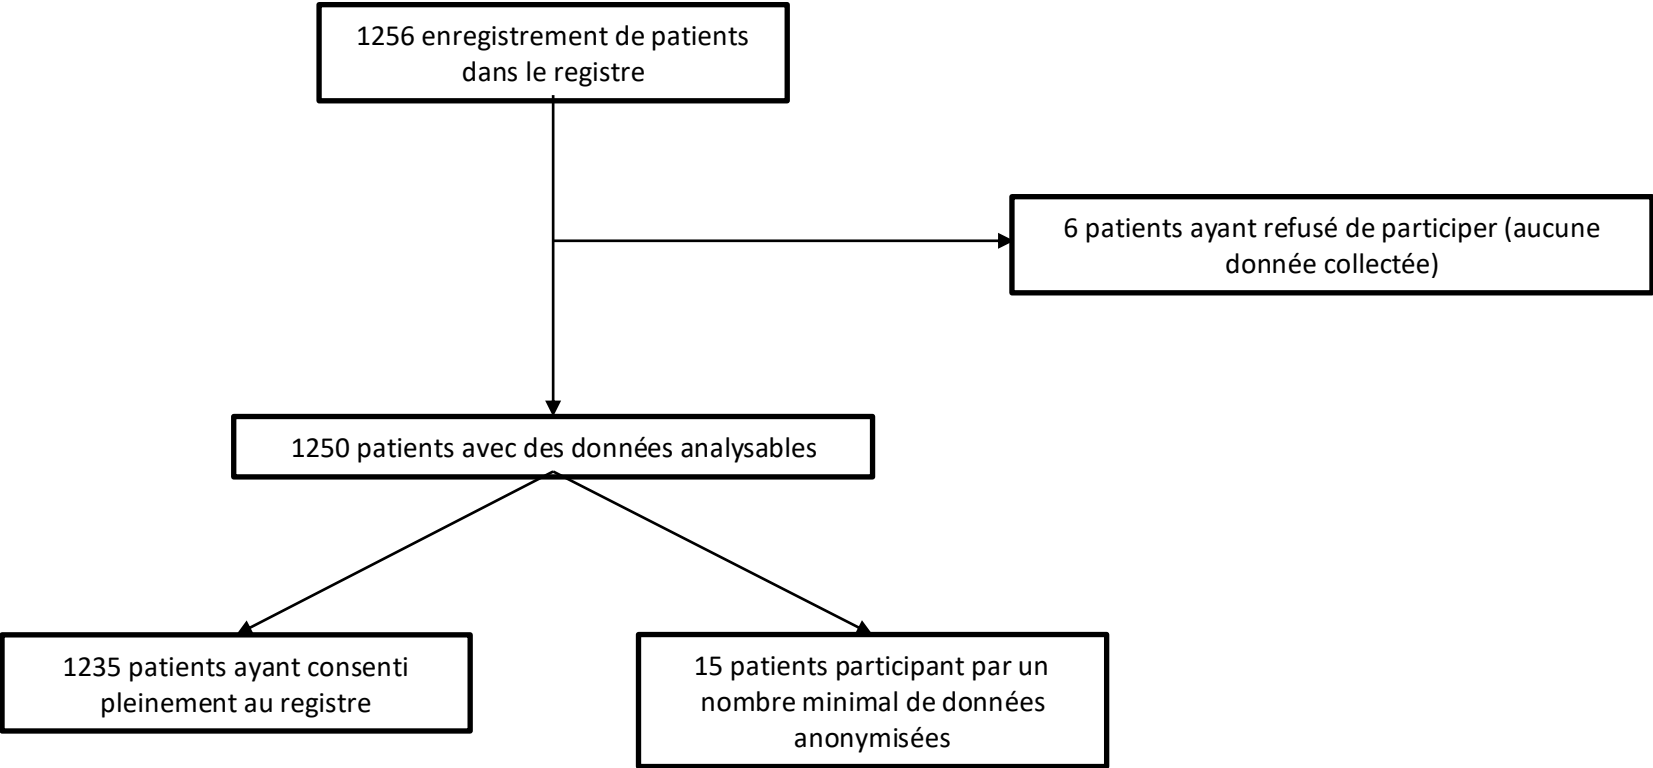 1256 enregistrement de patients
dans le registre
6 patients ayant refusé de participer (aucune
donnée collectée)
1250 patients avec des données analysables
1235 patients ayant consenti
pleinement au registre
15 patients participant par un
nombre minimal de données
anonymisées